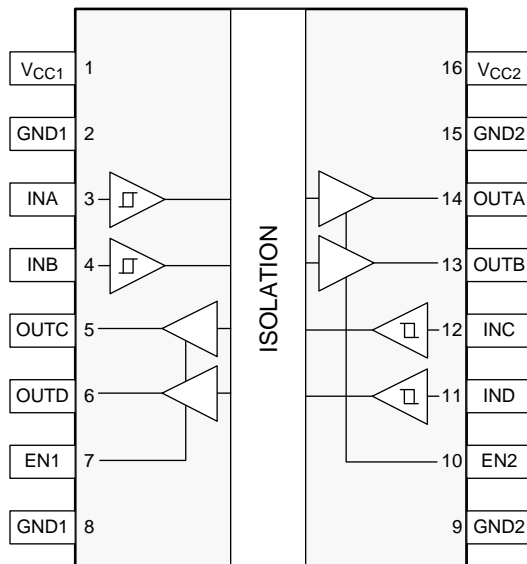 VCC1 1 16 VCC2
GND1 2 15 GND2
INA 3 14 OUTA
INB 4 13 OUTB
ISOLATION
OUTC 5 12 INC
OUTD 6 11 IND
EN1 7 10 EN2
GND1 8 9 GND2